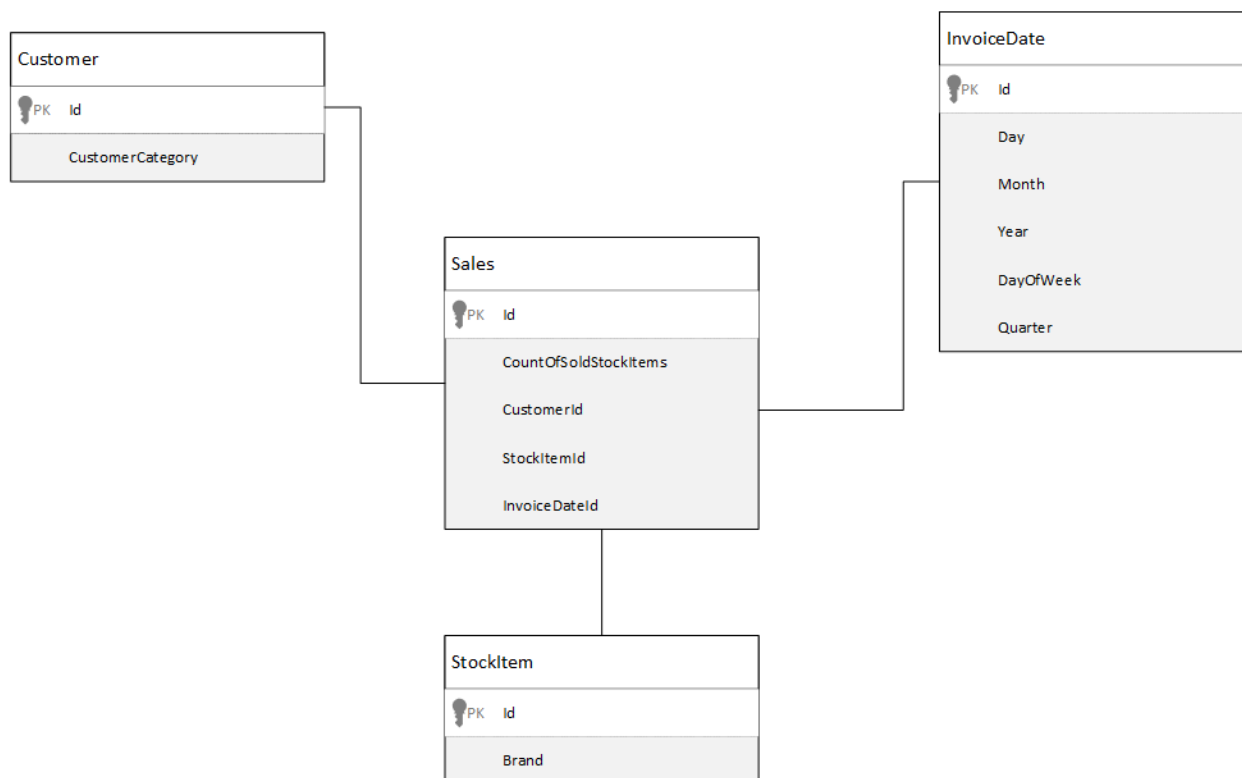 Customer
PK Id
CustomerCategory
InvoiceDate
PK Id
Day
Month
Year
DayOfWeek
Quarter
Sales
PK Id
CountOfSoldStockItems
CustomerId
StockItemId
InvoiceDateId
StockItem
PK Id
Brand